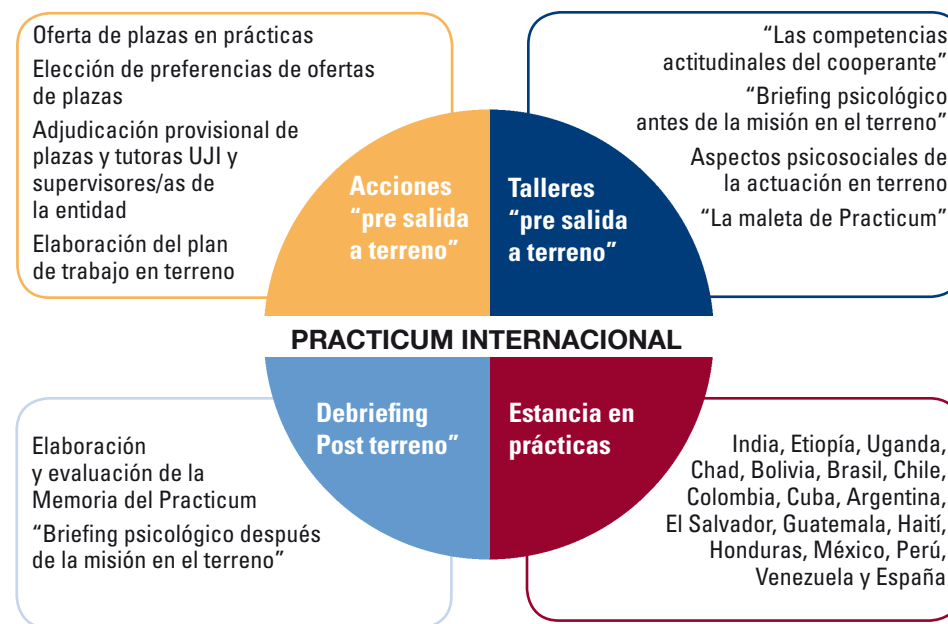 Oferta de plazas en prácticas
Elección de preferencias de ofertas
de plazas
Adjudicación provisional de
plazas y tutoras UJI y
supervisores/as de
la entidad
Elaboración del plan
de trabajo en terreno
Acciones
“pre salida
a terreno”
Talleres
“pre salida
a terreno”
“Las competencias
actitudinales del cooperante”
“Briefing psicológico
antes de la misión en el terreno”
Aspectos psicosociales de
la actuación en terreno
“La maleta de Practicum”
PRACTICUM INTERNACIONAL
Elaboración
y evaluación de la
Memoria del Practicum
“Briefing psicológico después
de la misión en el terreno”
Debriefing
Post terreno”
Estancia en
prácticas
India, Etiopía, Uganda,
Chad, Bolivia, Brasil, Chile,
Colombia, Cuba, Argentina,
El Salvador, Guatemala, Haití,
Honduras, México, Perú,
Venezuela y España